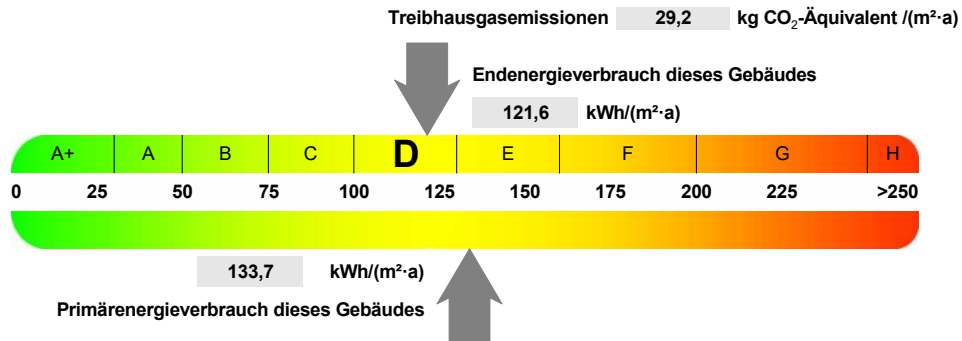 Treibhausgasemissionen 29,2 kg CO₂-Äquivalent /(m²·a)
Endenergieverbrauch dieses Gebäudes
121,6 kWh/(m²·a)
A+ A B C D E F G H
0 25 50 75 100 125 150 175 200 225 >250
133,7 kWh/(m²·a)
Primärenergieverbrauch dieses Gebäudes